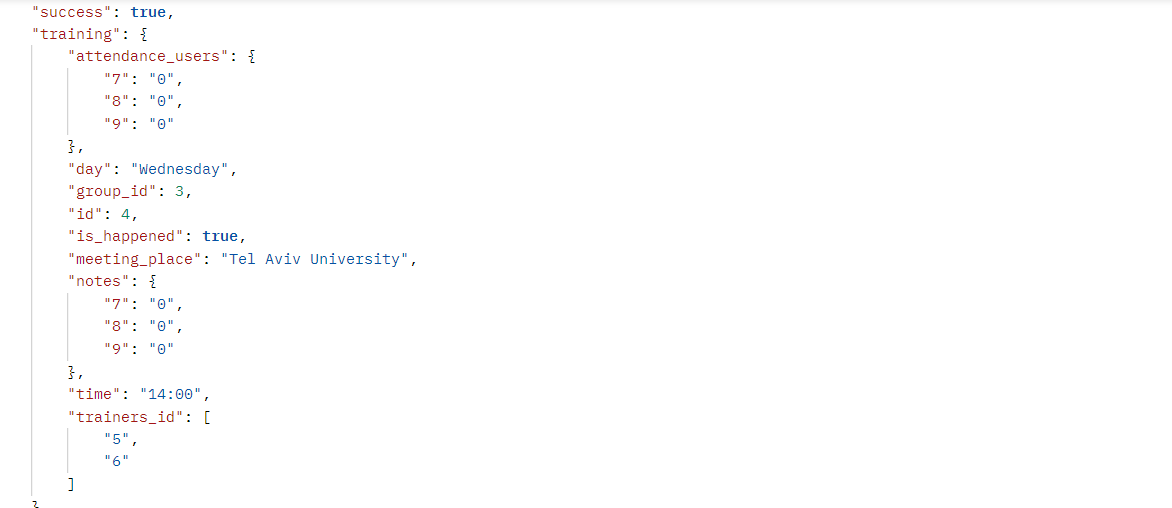 "success": true,
"training": {
"attendance_users": {
"7": "0",
"8": "0",
"9": "0"
},
"day": "Wednesday",
"group_id": 3,
"id": 4,
"is_happened": true,
"meeting_place": "Tel Aviv University",
"notes": {
"7": "0",
"8": "0",
"9": "0"
},
"time": "14:00",
"trainers_id": [
"5",
"6"
]
}